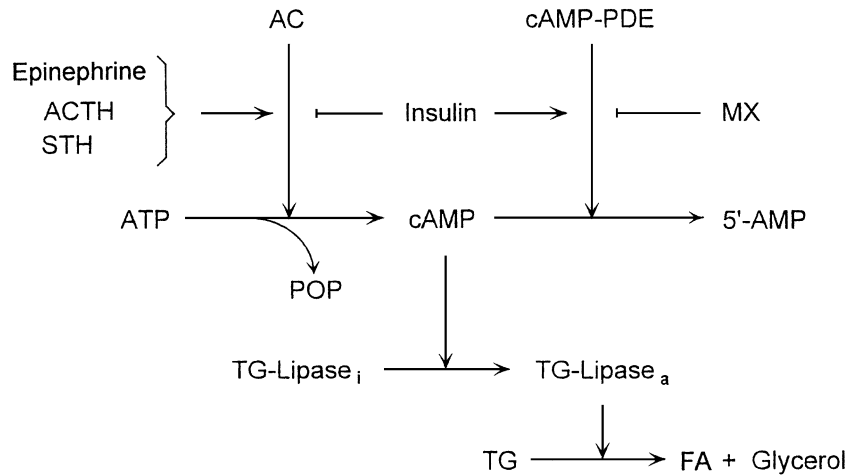 AC cAMP-PDE
Epinephrine
ACTH Insulin MX
STH
ATP cAMP 5'-AMP
POP
TG-Lipase i TG-Lipase a
TG FA + Glycerol